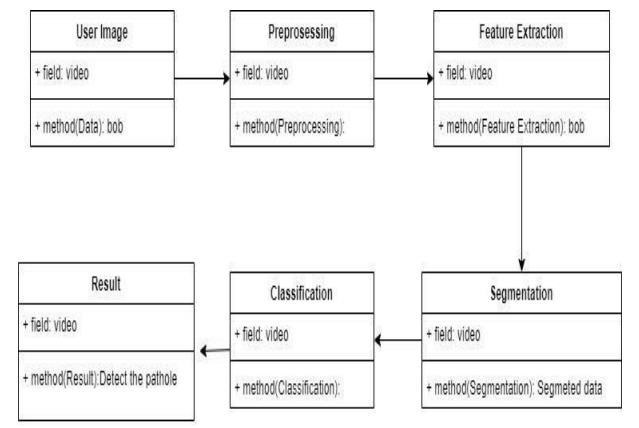 User Image
+ field: video
+ method(Data): bob
Preprosessing
+ field: video
+ method(Preprocessing):
Feature Extraction
+ field: video
+ method(Feature Extraction): bob
Result
+ field: video
+ method(Result):Detect the pathole
Classification
+ field: video
+ method(Classification):
Segmentation
+ field: video
+ method(Segmentation): Segmeted data